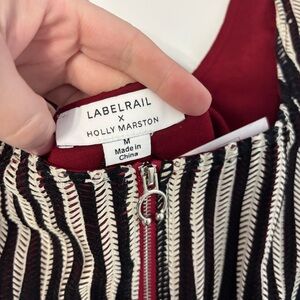 LABELRAIL
X
HOLLY MARSTON
M
Made in
China